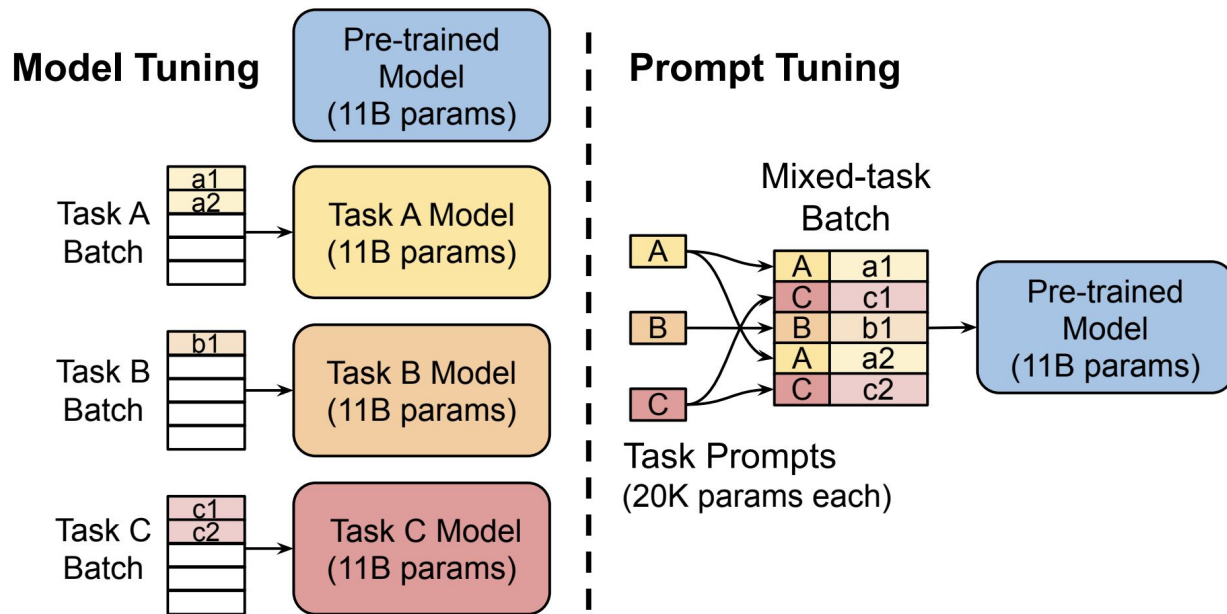 Model Tuning
Pre-trained
Model
(11B params)
Task A
Batch
a1
a2
Task A Model
(11B params)
Task B
Batch
b1
Task B Model
(11B params)
Task C
Batch
c1
c2
Task C Model
(11B params)
Prompt Tuning
Mixed-task
Batch
A
B
C
A a1
C c1
B b1
A a2
C c2
Pre-trained
Model
(11B params)
Task Prompts
(20K params each)